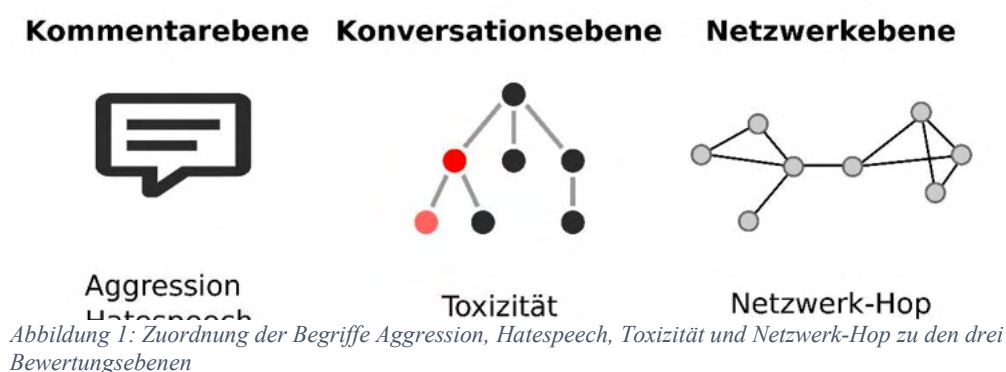 Kommentarebene Konversationsebene Netzwerkebene
Aggression
Hatespeech
Toxizität
Netzwerk-Hop
Abbildung 1: Zuordnung der Begriffe Aggression, Hatespeech, Toxizität und Netzwerk-Hop zu den drei
Bewertungsebenen